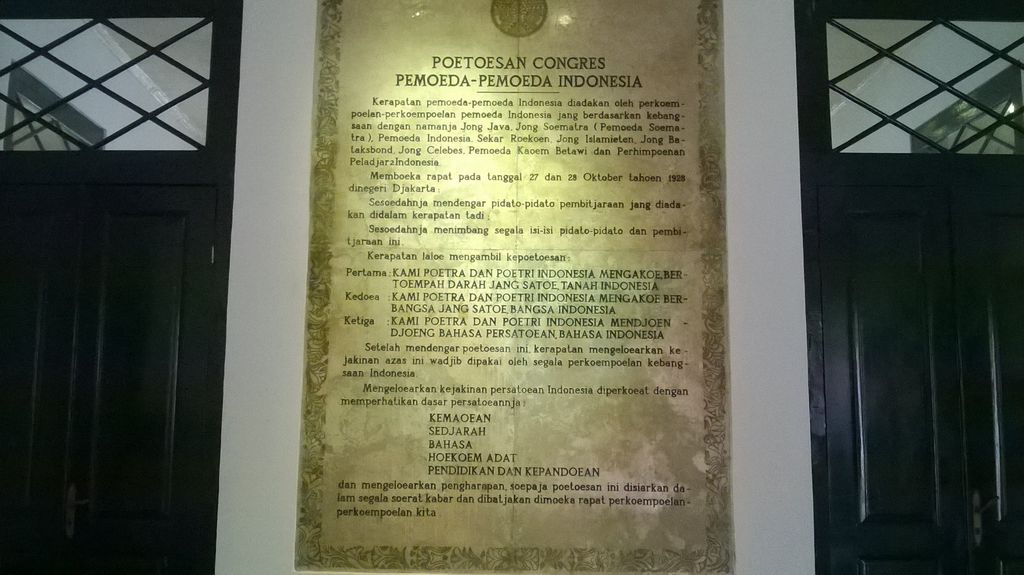 POETOESAN CONGRES
PEMOEDA-PEMOEDA INDONESIA
Kerapatan pemoeda-pemoeda Indonesia diadakan oleh perkoem-
poelan-perkoempoelan pemoeda Indonesia jang berdasarkan kebang-
saan dengan namanja Jong Java, Jong Soematra ( Pemoeda Soema-
tra ), Pemoeda Indonesia, Sekar Roekoen, Jong Islamieten, Jong Ba-
taksbond, Jong Celebes, Pemoeda Kaoem Betawi dan Perhimpoenan
Peladjar2Indonesia.
Memboeka rapat pada tanggal 27 dan 28 Oktober tahoen 1928
dinegeri Djakarta ;
Sesoedahnja mendengar pidato-pidato pembitjaraan jang diada-
kan didalam kerapatan tadi ;
Sesoedahnja menimbang segala isi-isi pidato-pidato dan pembi-
tjaraan ini.
Kerapatan laloe mengambil kepoetoesan:
Pertama : KAMI POETRA DAN POETRI INDONESIA MENGAKOE,BER-
TOEMPAH DARAH JANG SATOE, TANAH INDONESIA
Kedoea : KAMI POETRA DAN POETRI INDONESIA MENGAKOE BER-
BANGSA JANG SATOE, BANGSA INDONESIA
Ketiga : KAMI POETRA DAN POETRI INDONESIA MENDJOEN -
DJOENG BAHASA PERSATOEAN, BAHASA INDONESIA
Setelah mendengar poetoesan ini, kerapatan mengeloearkan ke-
jakinan azas ini wadjib dipakai oleh segala perkoempoelan kebang-
saan Indonesia.
Mengeloearkan kejakinan persatoean Indonesia diperkoeat dengan
memperhatikan dasar persatoeannja ;
KEMAOEAN
SEDJARAH
BAHASA
HOEKOEM ADAT
PENDIDIKAN DAN KEPANDOEAN
dan mengeloearkan pengharapan, soepaja poetoesan ini disiarkan da-
lam segala soerat kabar dan dibatjakan dimoeka rapat perkoempoelan-
perkoempoelan kita.